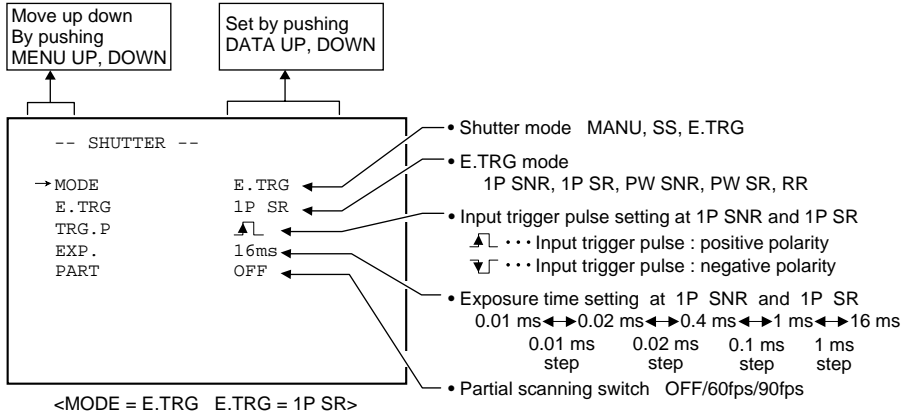 Move up down
By pushing
MENU UP, DOWN
Set by pushing
DATA UP, DOWN
-- SHUTTER --
MODE E.TRG
E.TRG 1P SR
TRG.P
EXP. 16ms
PART OFF
• Shutter mode MANU, SS, E.TRG
• E.TRG mode
1P SNR, 1P SR, PW SNR, PW SR, RR
• Input trigger pulse setting at 1P SNR and 1P SR
・・・Input trigger pulse : positive polarity
・・・Input trigger pulse : negative polarity
• Exposure time setting at 1P SNR and 1P SR
0.01 ms↔0.02 ms↔0.4 ms↔1 ms↔16 ms
0.01 ms step 0.02 ms step 0.1 ms step 1 ms step
• Partial scanning switch OFF/60fps/90fps
<MODE = E.TRG E.TRG = 1P SR>